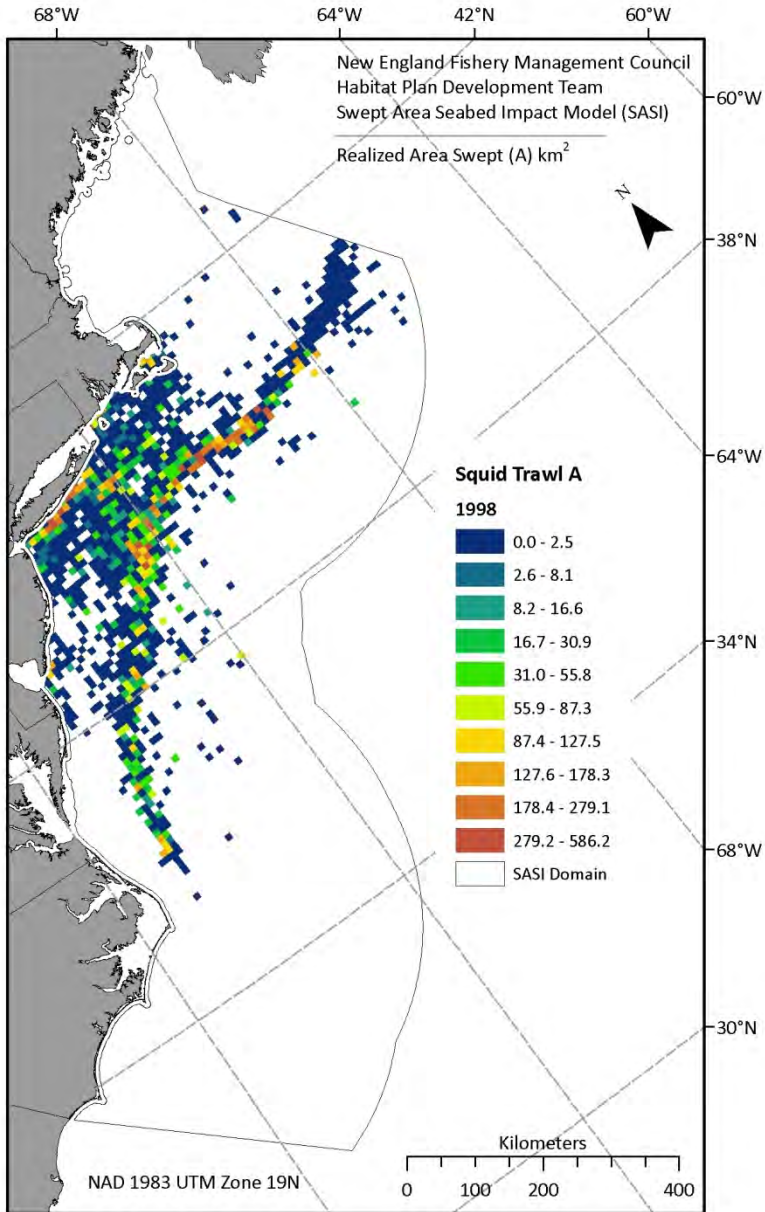 68°W 64°W 42°N 60°W
New England Fishery Management Council
Habitat Plan Development Team
Swept Area Seabed Impact Model (SASI)
Realized Area Swept (A) km²
60°W
N
38°N
64°W
Squid Trawl A
1998
0.0 - 2.5
2.6 - 8.1
8.2 - 16.6
16.7 - 30.9
31.0 - 55.8
55.9 - 87.3
87.4 - 127.5
127.6 - 178.3
178.4 - 279.1
279.2 - 586.2
SASI Domain
34°N
68°W
30°N
Kilometers
0 100 200 300 400
NAD 1983 UTM Zone 19N